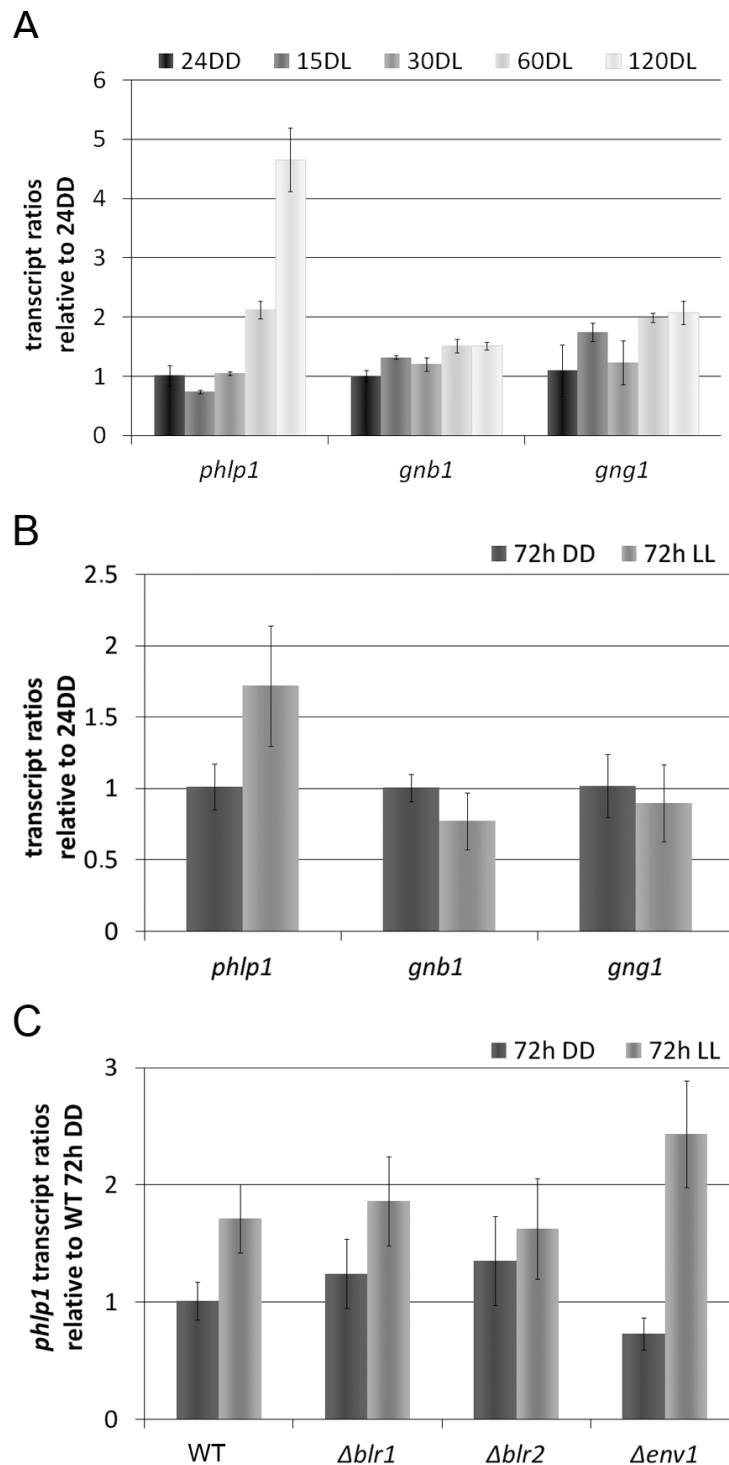 A
24DD 15DL 30DL 60DL 120DL
transcript ratios
relative to 24DD
6
5
4
3
2
1
0
phlp1 gnb1 gng1
B
72h DD 72h LL
transcript ratios
relative to 24DD
2.5
2
1.5
1
0.5
0
phlp1 gnb1 gng1
C
72h DD 72h LL
phlp1 transcript ratios
relative to WT 72h DD
3
2
1
0
WT Δblr1 Δblr2 Δenv1